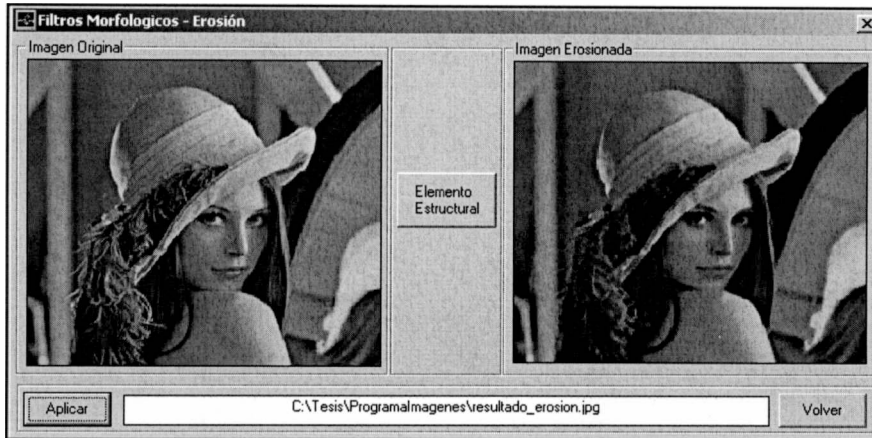 Filtros Morfologicos - Erosión
Imagen Original
Imagen Erosionada
Elemento
Estructural
Aplicar
C:\Tesis\ProgramaImagenes\resultado_erosion.jpg
Volver